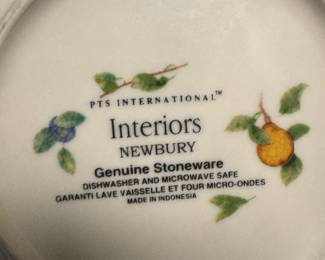 PTS INTERNATIONAL™
Interiors
NEWBURY
Genuine Stoneware
DISHWASHER AND MICROWAVE SAFE
GARANTI LAVE VAISSELLE ET FOUR MICRO-ONDES
MADE IN INDONESIA